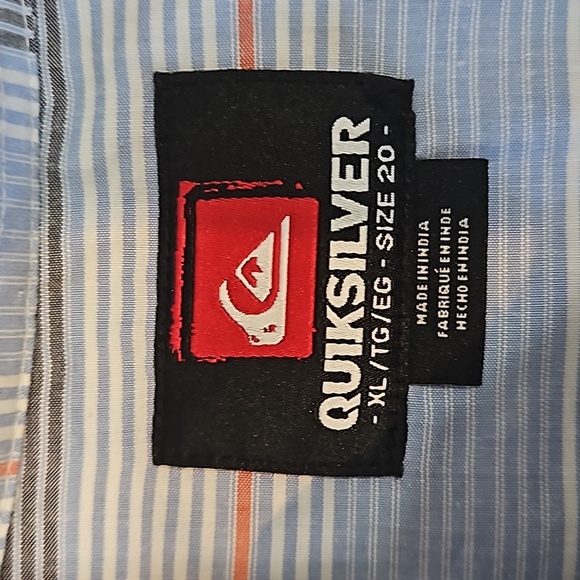 QUIKSILVER
- XL/TG/EG - SIZE 20 -
MADE IN INDIA
FABRIQUÉ EN INDE
HECHO EN INDIA